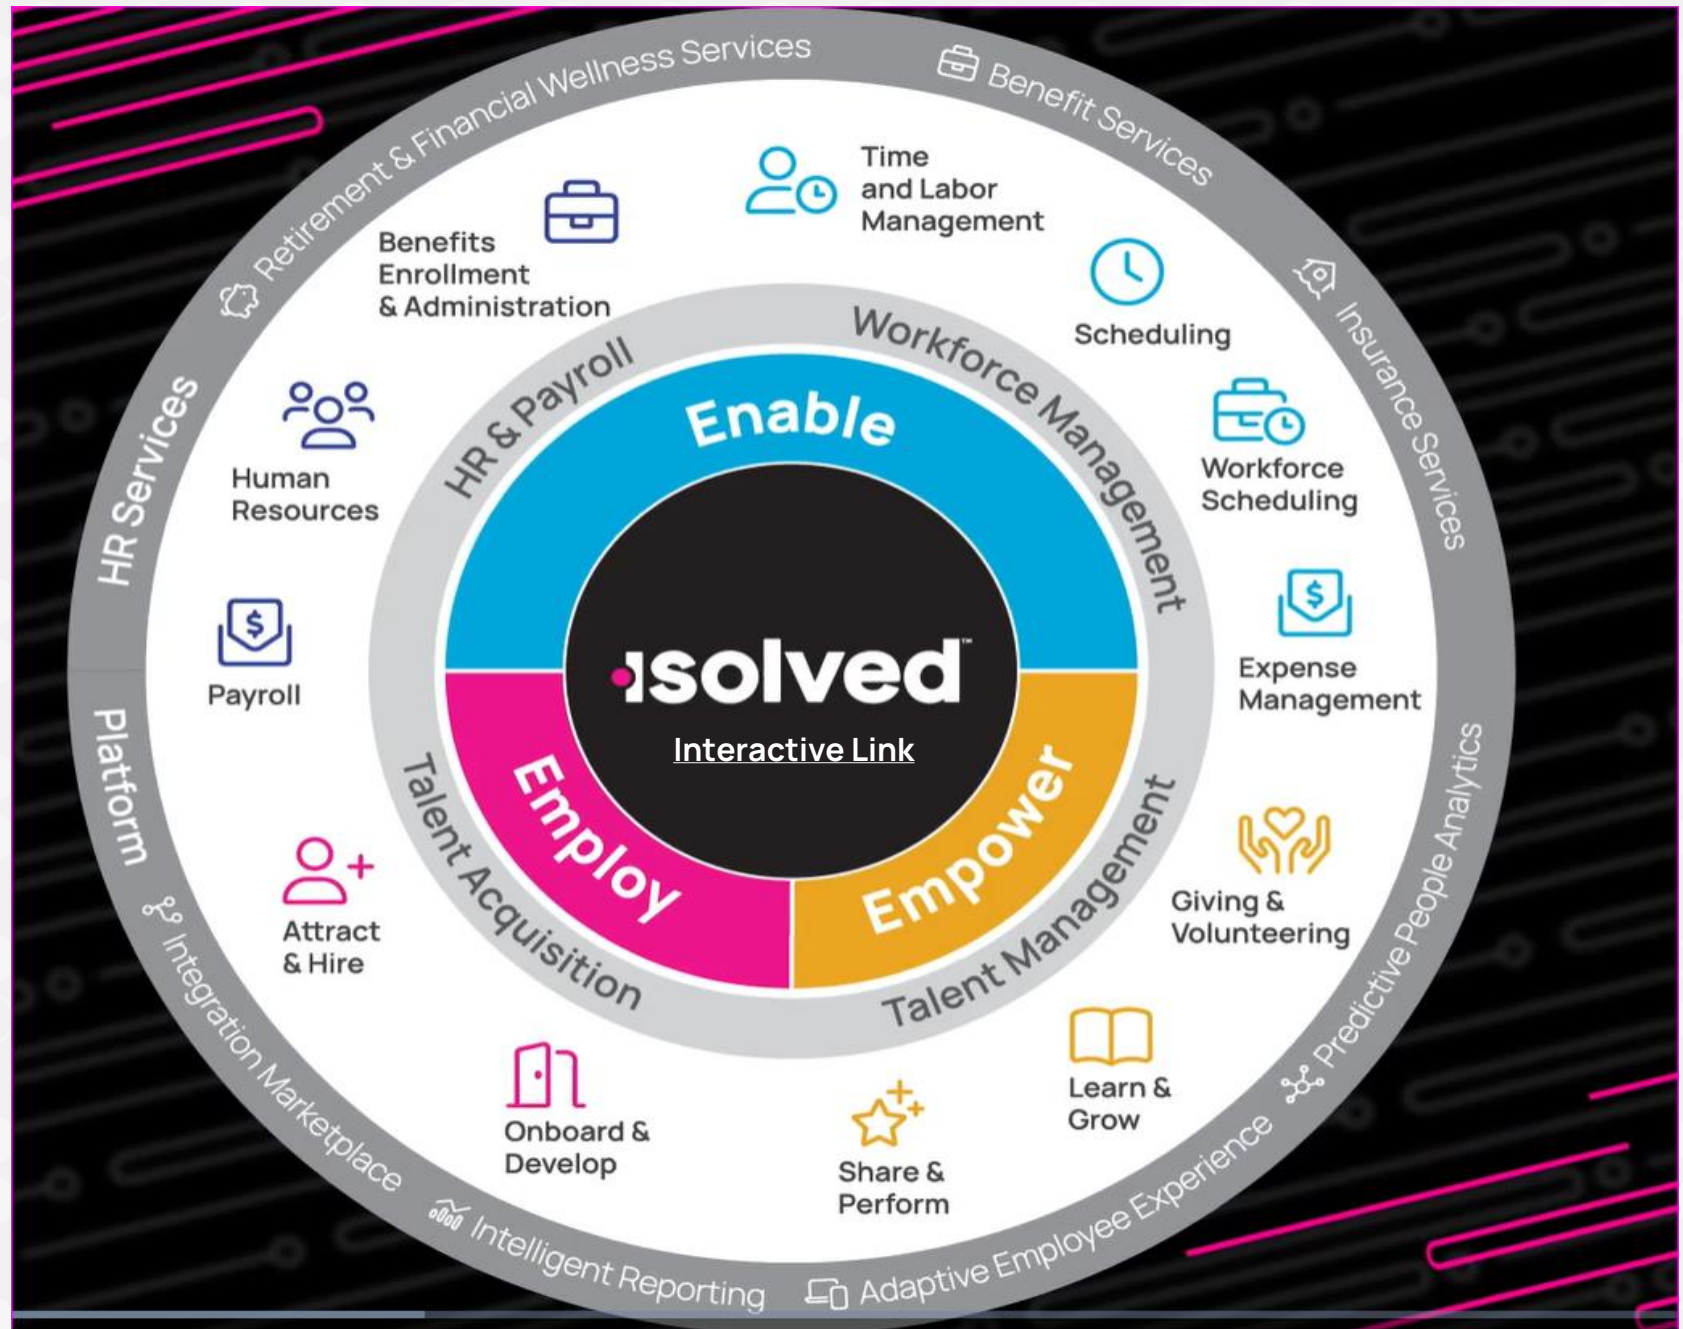 Retirement & Financial Wellness Services
Benefit Services
Insurance Services
HR Services
Time
and Labor
Management
Benefits
Enrollment
& Administration
Scheduling
Human
Resources
Workforce
Scheduling
Payroll
Expense
Management
HR & Payroll
Workforce Management
Enable
isolved™
Interactive Link
Employ
Empower
Talent Acquisition
Talent Management
Attract
& Hire
Giving &
Volunteering
Onboard &
Develop
Share &
Perform
Learn &
Grow
Platform
Integration Marketplace
Intelligent Reporting
Adaptive Employee Experience
Predictive People Analytics